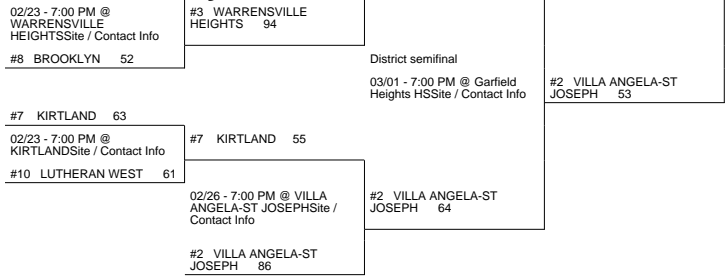 02/23 - 7:00 PM @
WARRENSVILLE
HEIGHTSSite / Contact Info
#8 BROOKLYN 52
#3 WARRENSVILLE
HEIGHTS 94
District semifinal
03/01 - 7:00 PM @ Garfield
Heights HSSite / Contact Info
#2 VILLA ANGELA-ST
JOSEPH 53
#7 KIRTLAND 63
02/23 - 7:00 PM @
KIRTLANDSite / Contact Info
#10 LUTHERAN WEST 61
#7 KIRTLAND 55
02/26 - 7:00 PM @ VILLA
ANGELA-ST JOSEPHSite /
Contact Info
#2 VILLA ANGELA-ST
JOSEPH 86
#2 VILLA ANGELA-ST
JOSEPH 64